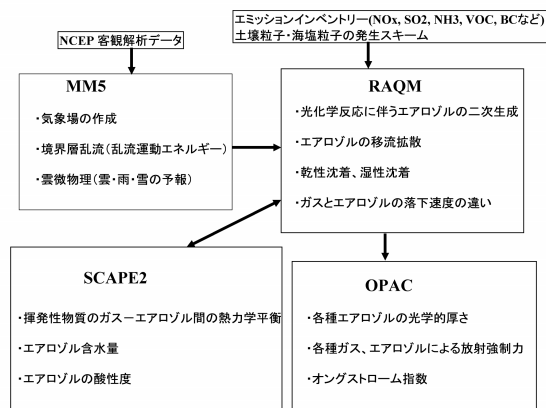 NCEP 客観解析データ
エミッションインベントリー(NOx, SO2, NH3, VOC, BCなど)
土壌粒子・海塩粒子の発生スキーム
MM5
・気象場の作成
・境界層乱流(乱流運動エネルギー)
・雲微物理(雲・雨・雪の予報)
RAQM
・光化学反応に伴うエアロゾルの二次生成
・エアロゾルの移流拡散
・乾性沈着、湿性沈着
・ガスとエアロゾルの落下速度の違い
SCAPE2
・揮発性物質のガス－エアロゾル間の熱力学平衡
・エアロゾル含水量
・エアロゾルの酸性度
OPAC
・各種エアロゾルの光学的厚さ
・各種ガス、エアロゾルによる放射強制力
・オングストローム指数